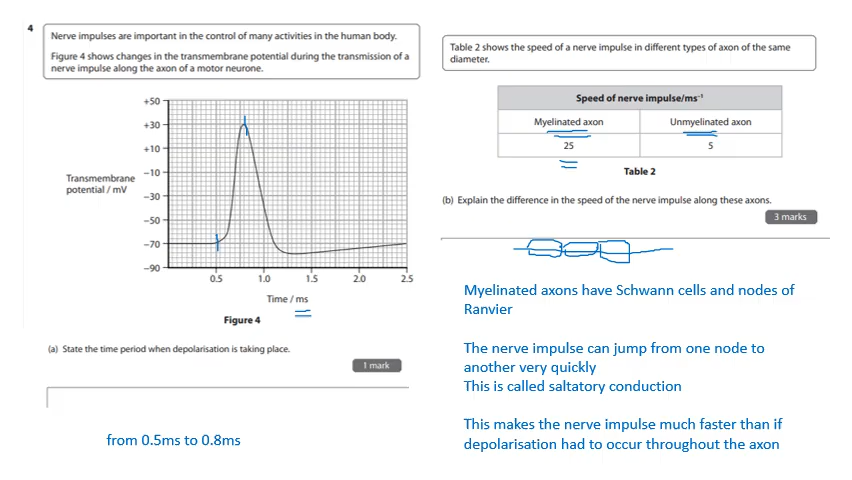 4
Nerve impulses are important in the control of many activities in the human body.
Figure 4 shows changes in the transmembrane potential during the transmission of a
nerve impulse along the axon of a motor neurone.
+50
+30
+10
−10
−30
−50
−70
−90
Transmembrane
potential / mV
0.5
1.0
1.5
2.0
2.5
Time / ms
Figure 4
(a) State the time period when depolarisation is taking place.
1 mark
from 0.5ms to 0.8ms
Table 2 shows the speed of a nerve impulse in different types of axon of the same
diameter.
Speed of nerve impulse/ms⁻¹
Myelinated axon Unmyelinated axon
25 5
Table 2
(b) Explain the difference in the speed of the nerve impulse along these axons.
3 marks
Myelinated axons have Schwann cells and nodes of
Ranvier
The nerve impulse can jump from one node to
another very quickly
This is called saltatory conduction
This makes the nerve impulse much faster than if
depolarisation had to occur throughout the axon